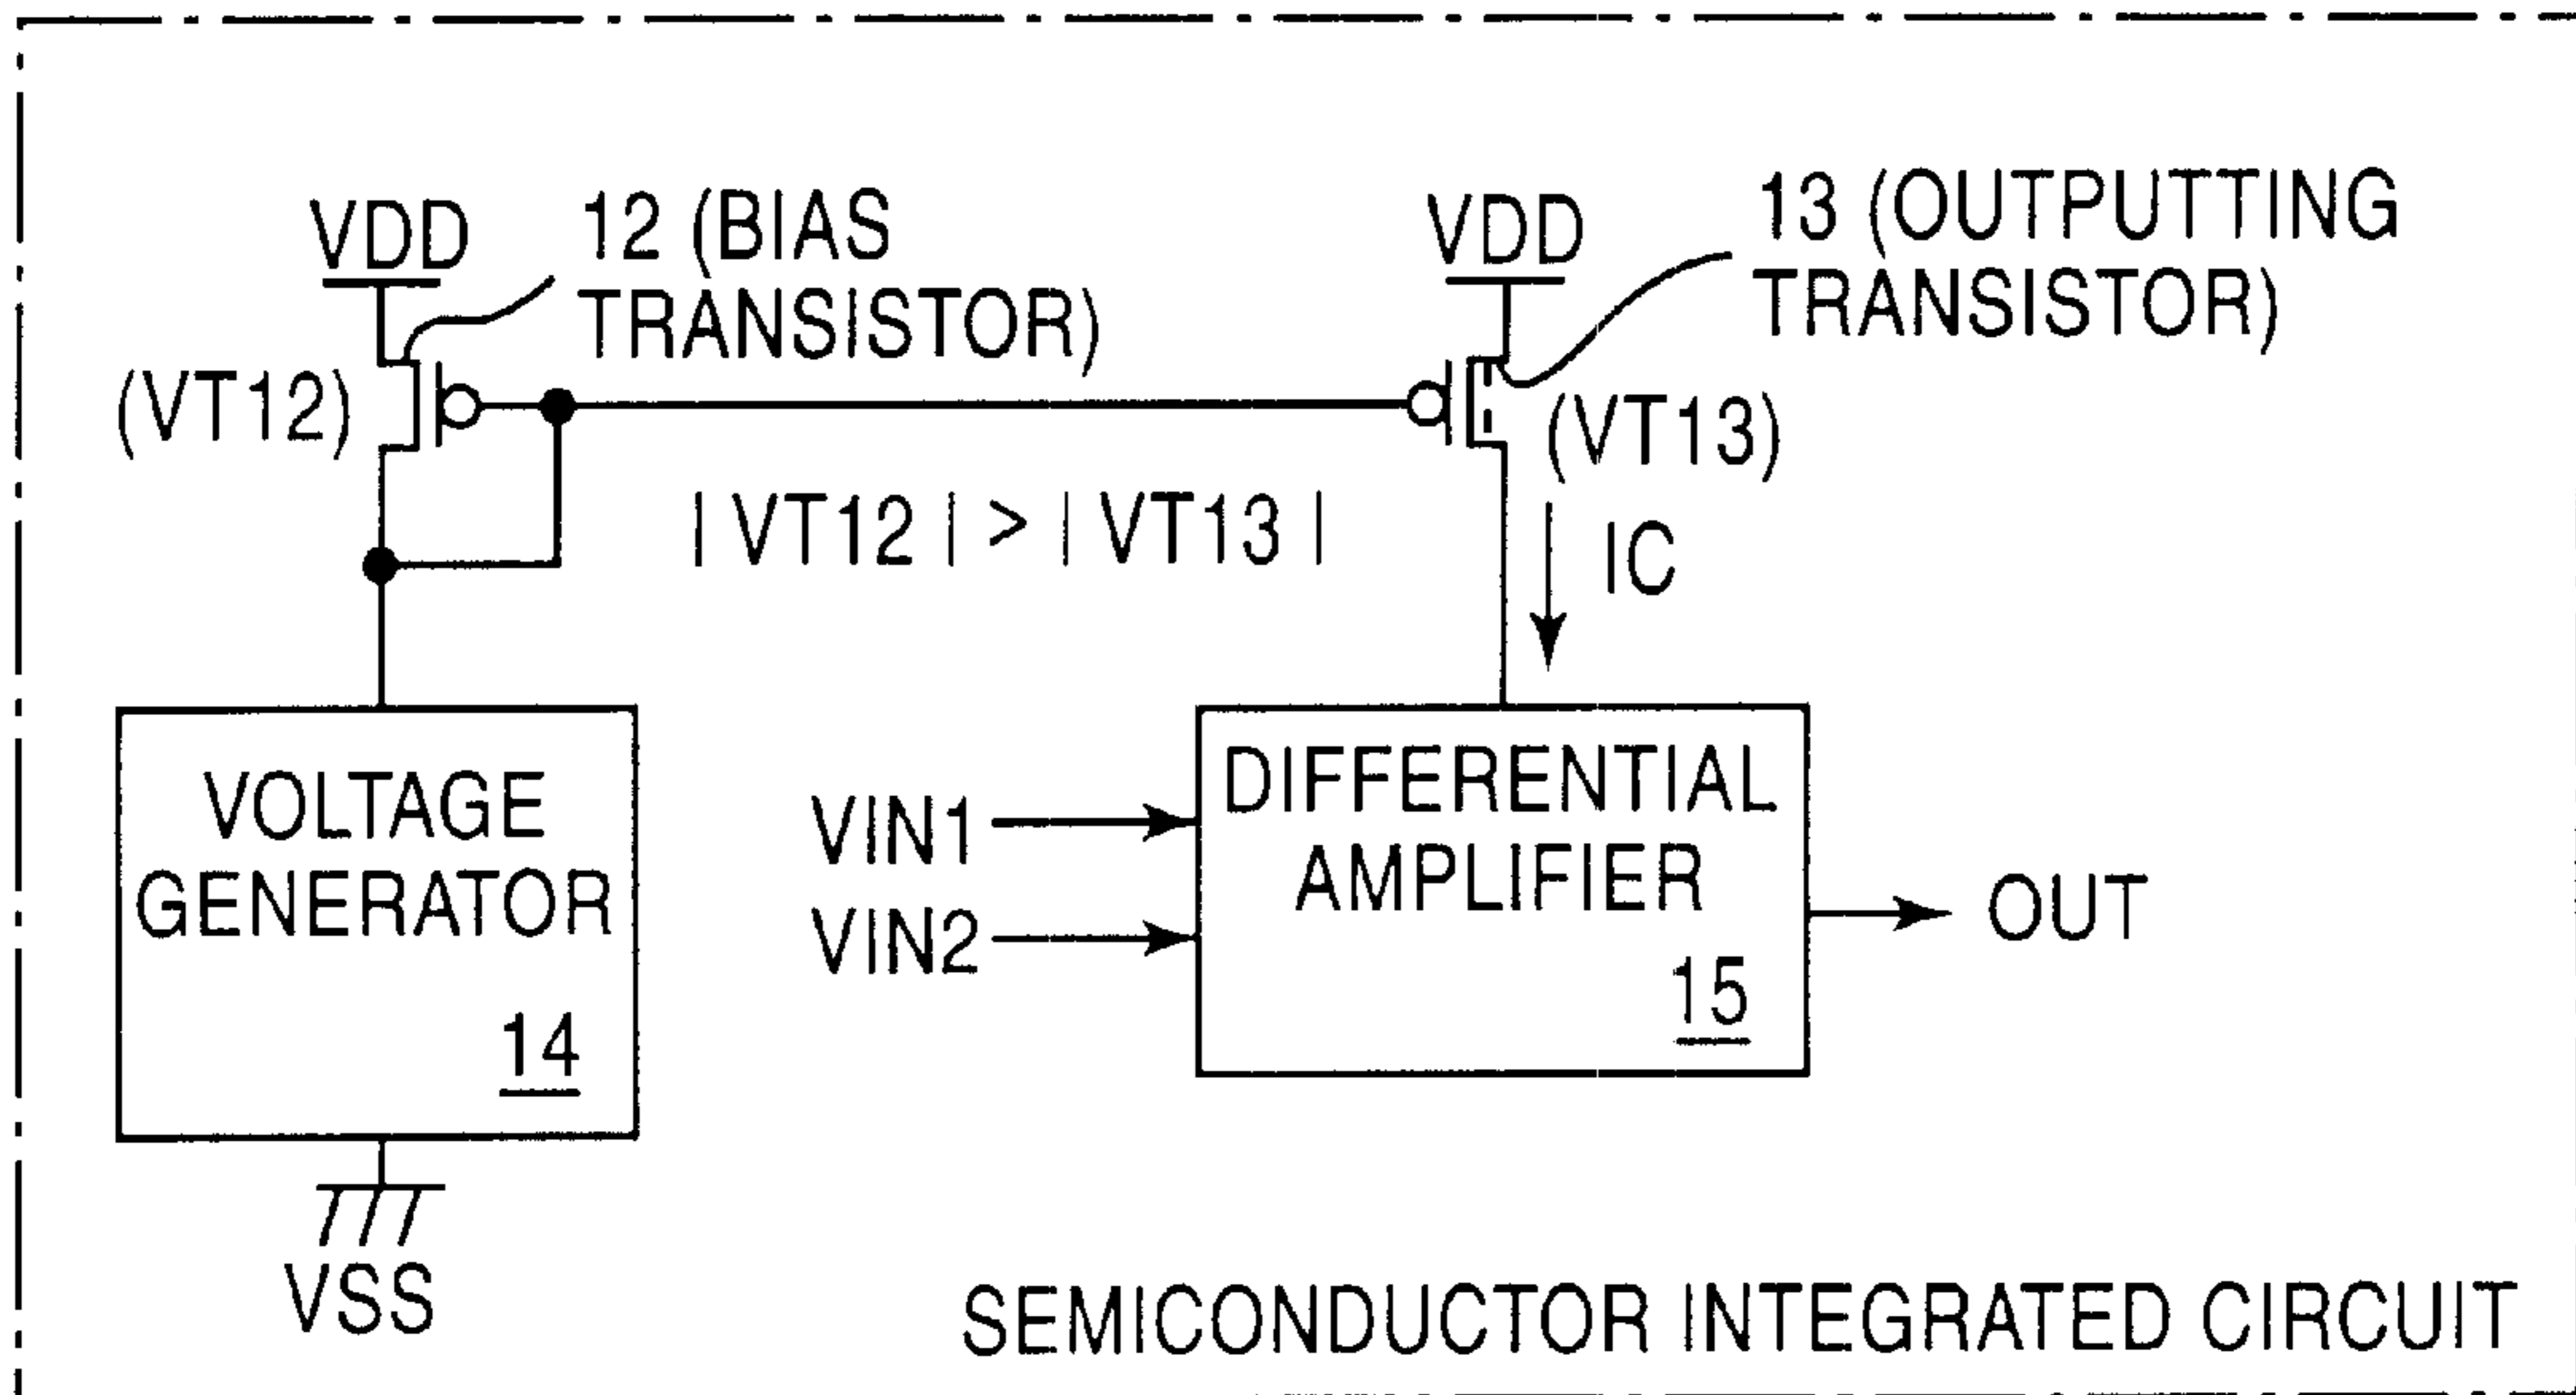 VDD
12 (BIAS
TRANSISTOR)
VDD
13 (OUTPUTTING
TRANSISTOR)
(VT12)
(VT13)
| VT12 | > | VT13 |
IC
VOLTAGE
GENERATOR
14
VSS
VIN1
VIN2
DIFFERENTIAL
AMPLIFIER
15
OUT
SEMICONDUCTOR INTEGRATED CIRCUIT